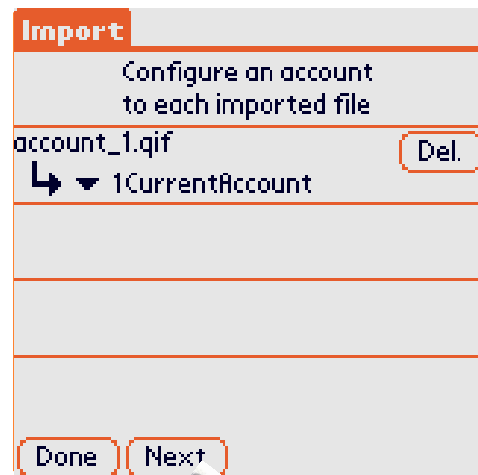 Import
Configure an account
to each imported file
account_1.qif
Del.
1CurrentAccount
Done
Next